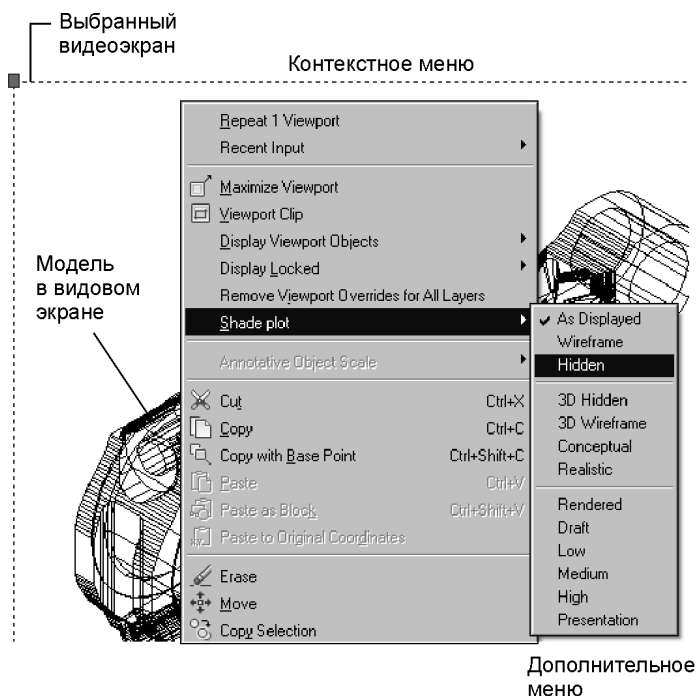 Выбранный
видеоэкран
Контекстное меню
Repeat 1 Viewport
Recent Input
Maximize Viewport
Viewport Clip
Display Viewport Objects
Display Locked
Remove Viewport Overrides for All Layers
Shade plot
Annotative Object Scale
Cut Ctrl+X
Copy Ctrl+C
Copy with Base Point Ctrl+Shift+C
Paste Ctrl+V
Paste as Block Ctrl+Shift+V
Paste to Original Coordinates
Erase
Move
Copy Selection
Модель
в видовом
экране
As Displayed
Wireframe
Hidden
3D Hidden
3D Wireframe
Conceptual
Realistic
Rendered
Draft
Low
Medium
High
Presentation
Дополнительное
меню